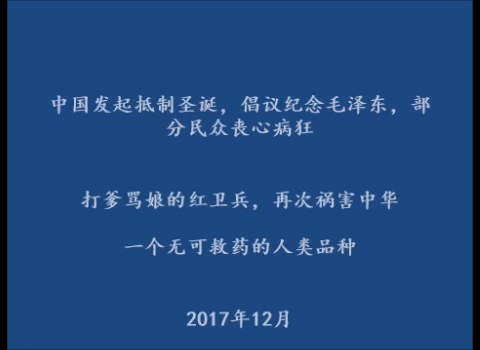 中国发起抵制圣诞，倡议纪念毛泽东，部
分民众丧心病狂
打爹骂娘的红卫兵，再次祸害中华
一个无可救药的人类品种
2017年12月